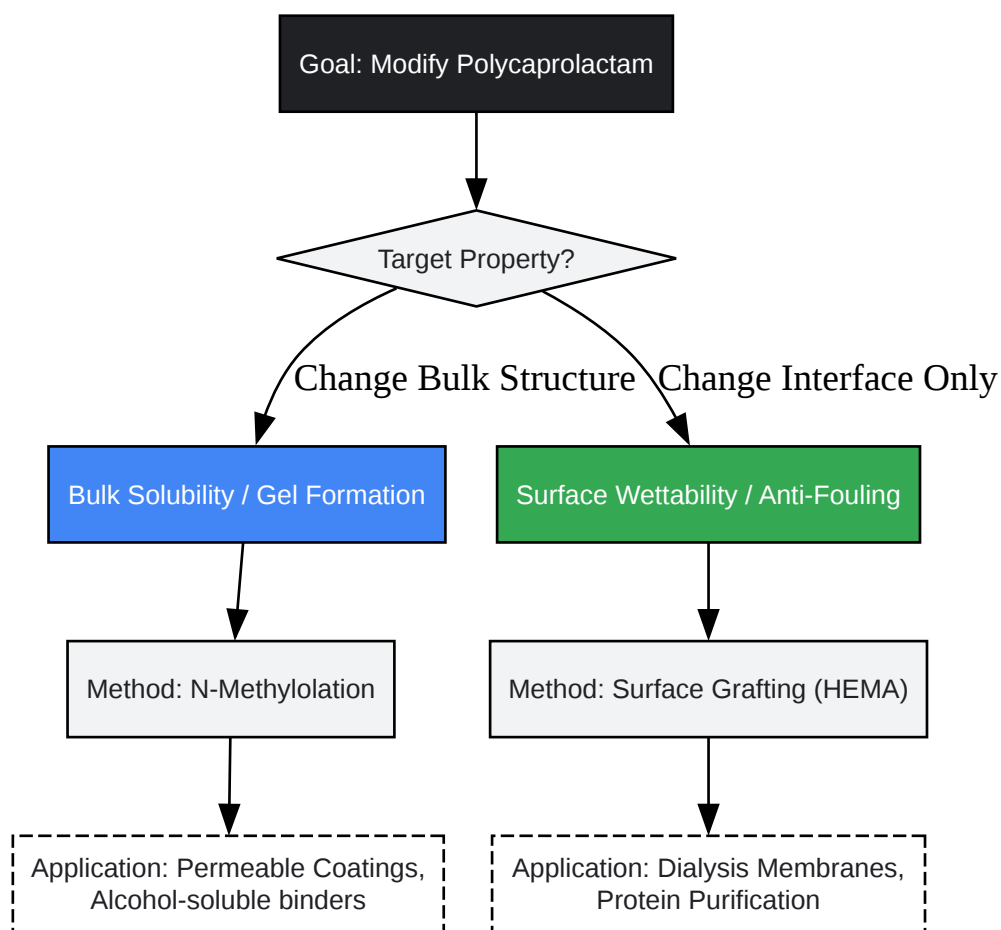 Goal: Modify Polycaprolactam
Target Property?
Change Bulk Structure
Change Interface Only
Bulk Solubility / Gel Formation
Surface Wettability / Anti-Fouling
Method: N-Methylolation
Method: Surface Grafting (HEMA)
Application: Permeable Coatings,
Alcohol-soluble binders
Application: Dialysis Membranes,
Protein Purification